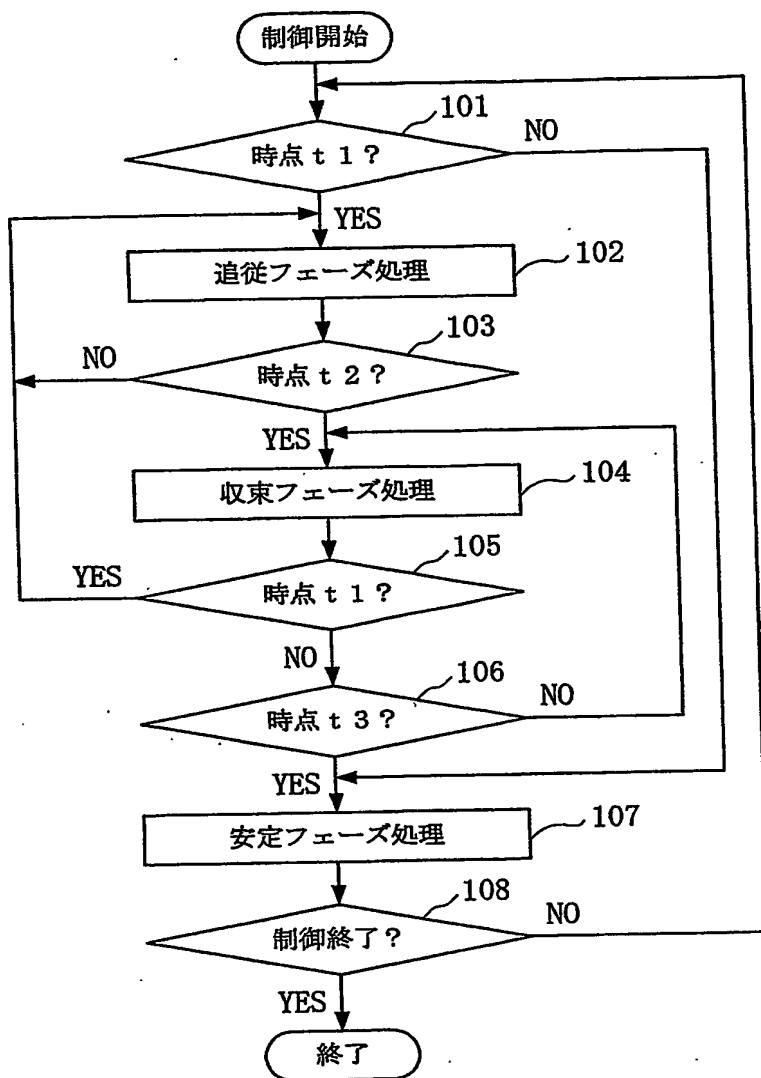 制御開始
101
NO
時点ｔ１？
YES
追従フェーズ処理
102
103
NO
時点ｔ２？
YES
収束フェーズ処理
104
105
YES
時点ｔ１？
NO
106
NO
時点ｔ３？
YES
安定フェーズ処理
107
108
NO
制御終了？
YES
終了